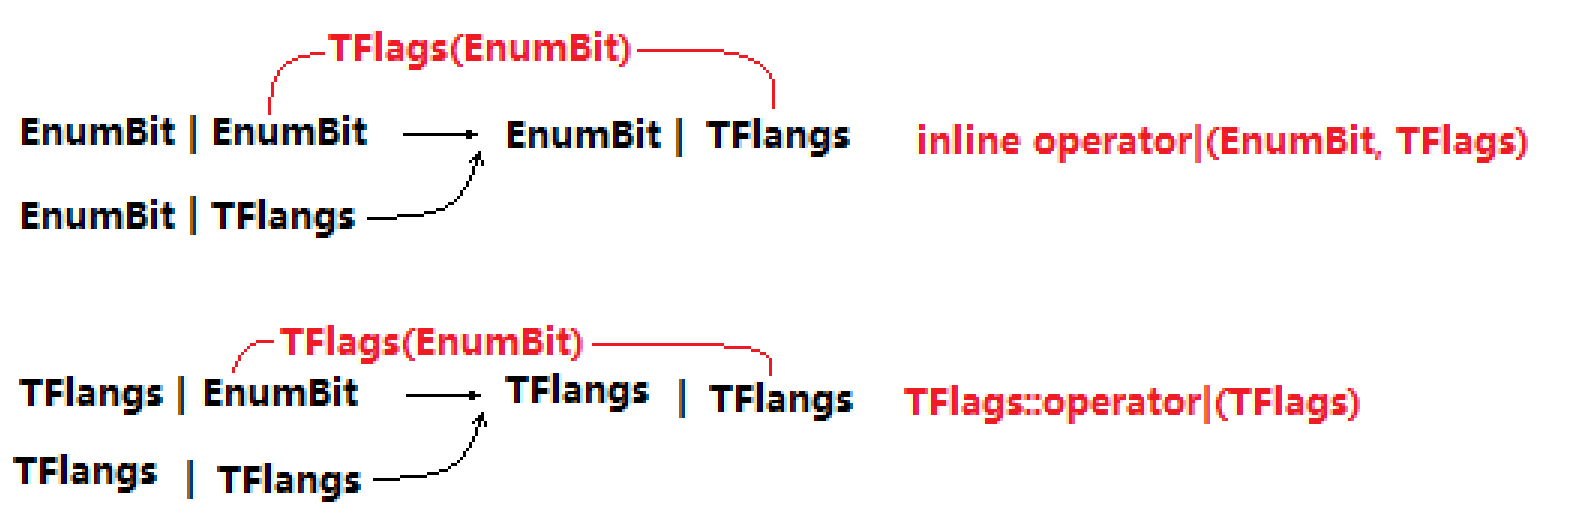 TFlags(EnumBit)
EnumBit | EnumBit EnumBit | TFlangs inline operator|(EnumBit, TFlags)
EnumBit | TFlangs
TFlags(EnumBit)
TFlangs | EnumBit TFlangs | TFlangs TFlags::operator|(TFlags)
TFlangs | TFlangs